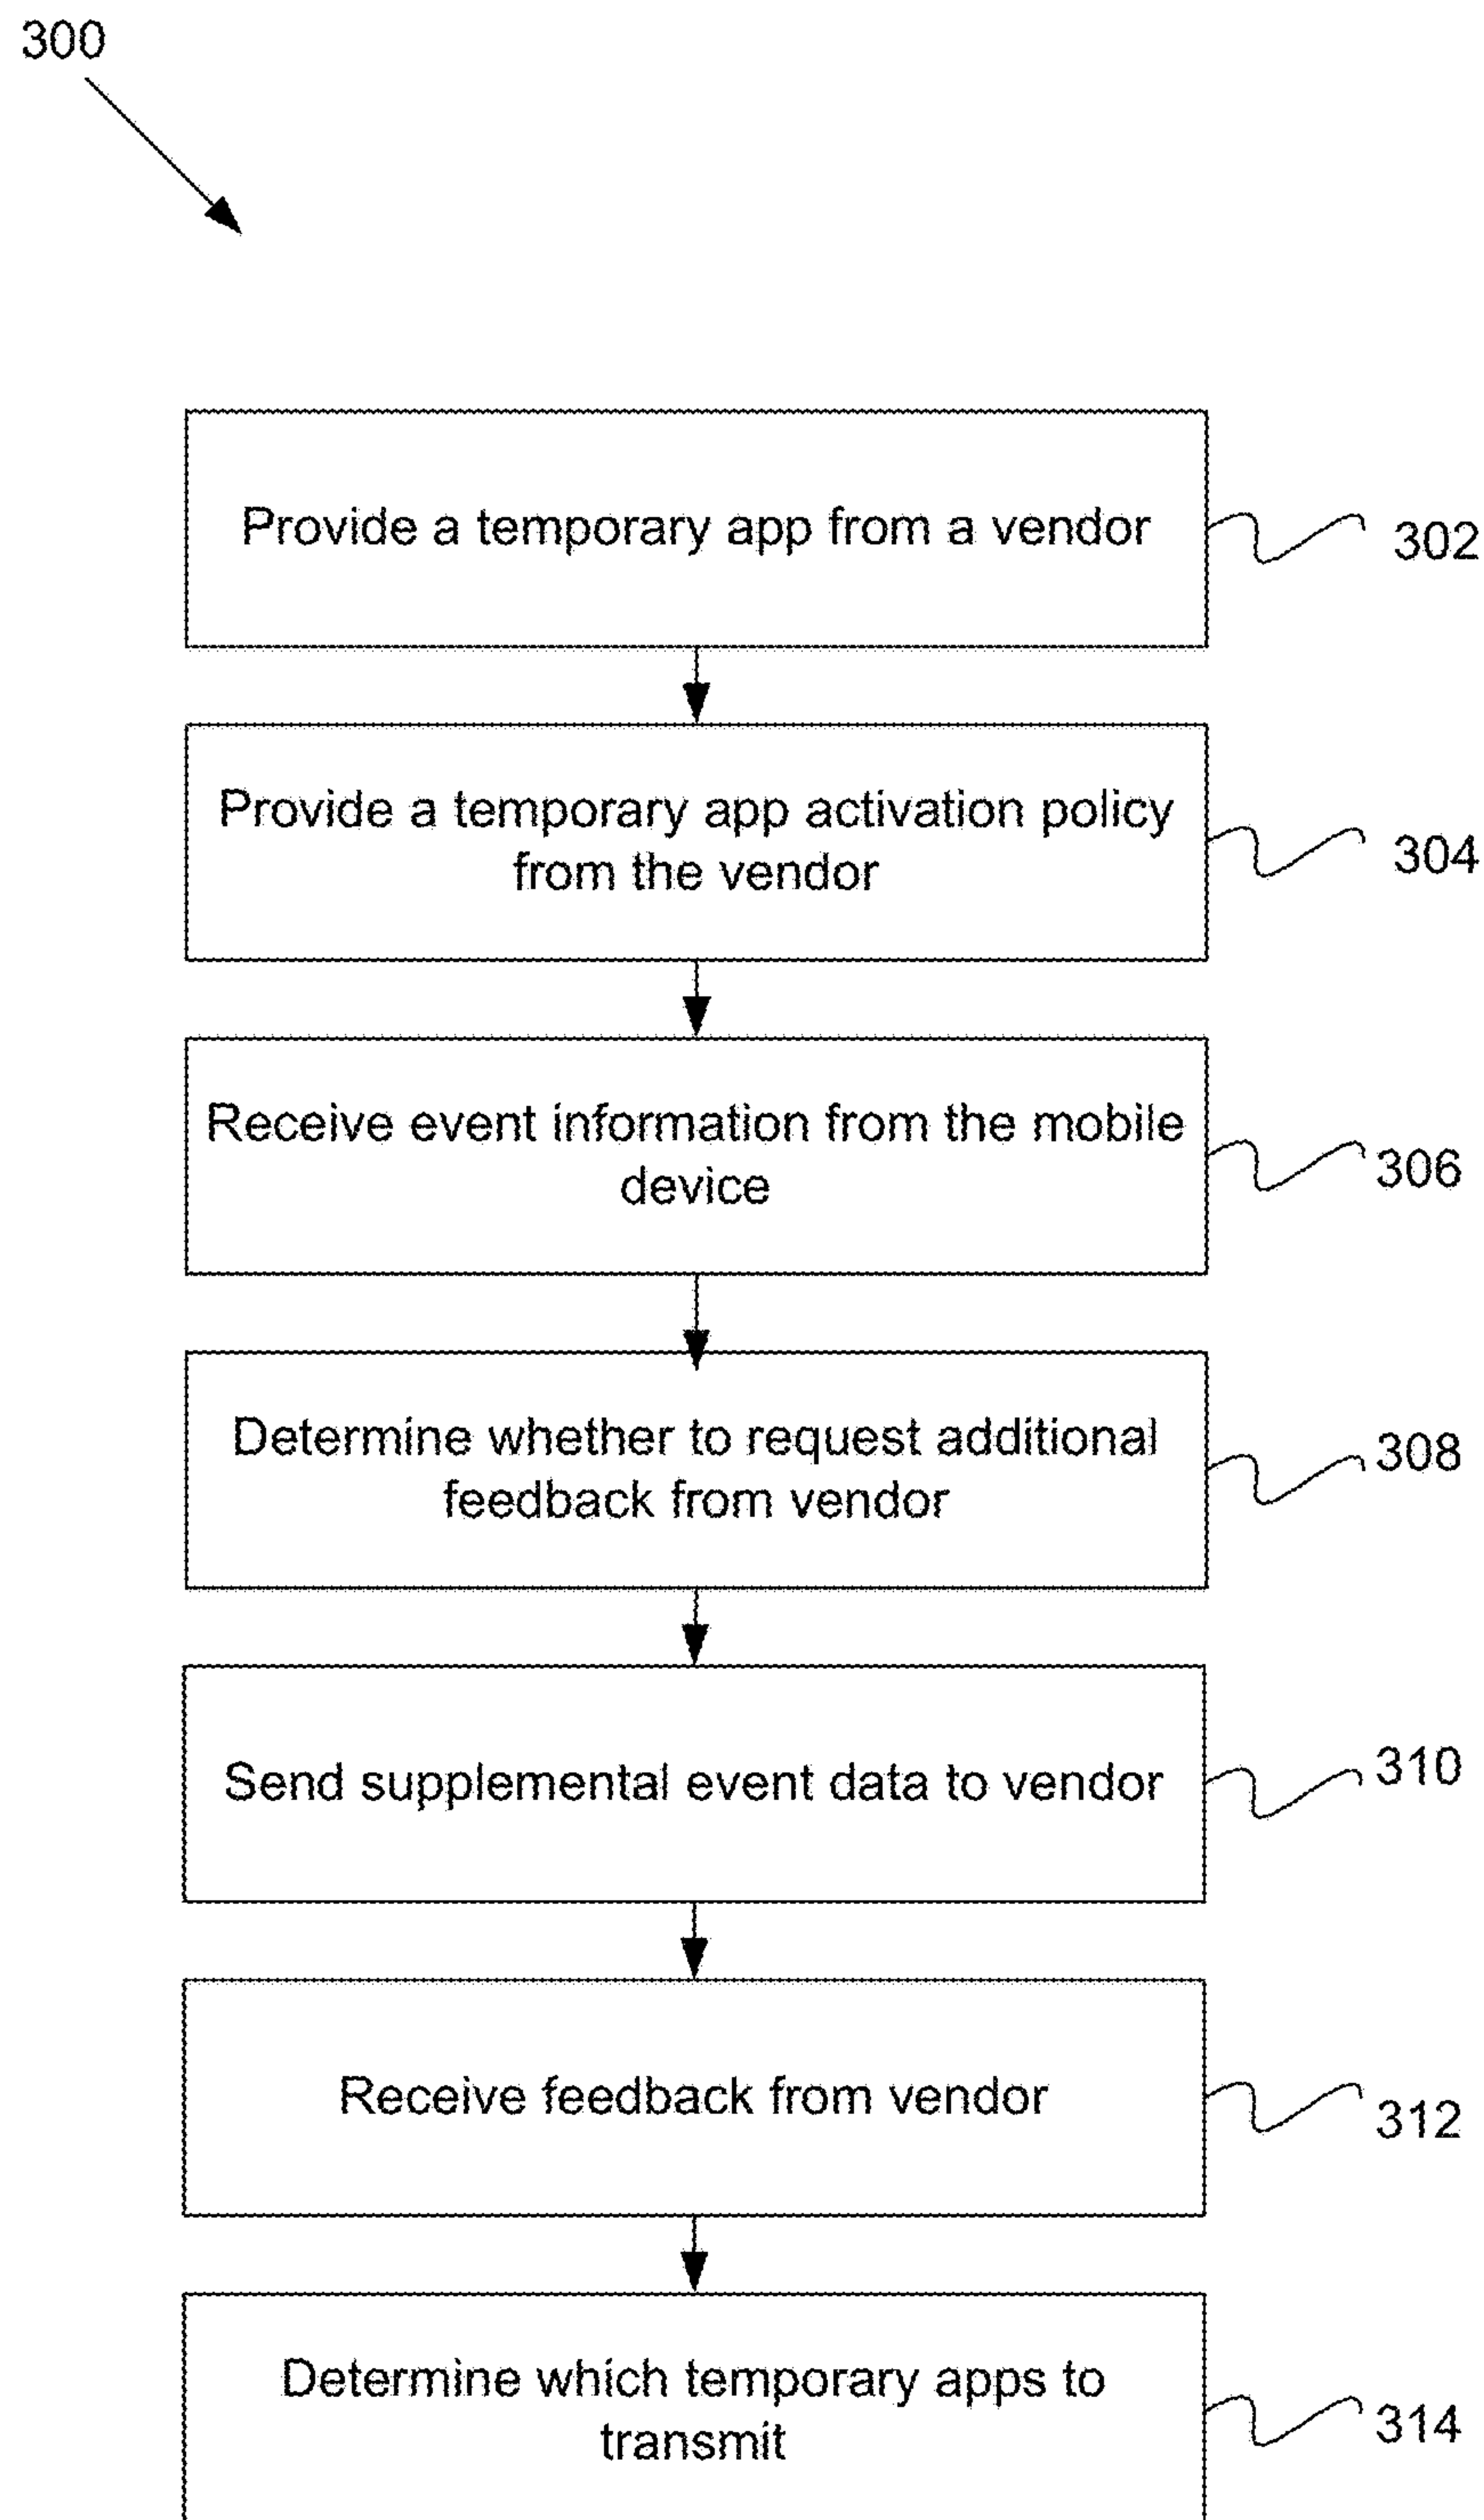 300
Provide a temporary app from a vendor
302
Provide a temporary app activation policy
from the vendor
304
Receive event information from the mobile
device
306
Determine whether to request additional
feedback from vendor
308
Send supplemental event data to vendor
310
Receive feedback from vendor
312
Determine which temporary apps to
transmit
314